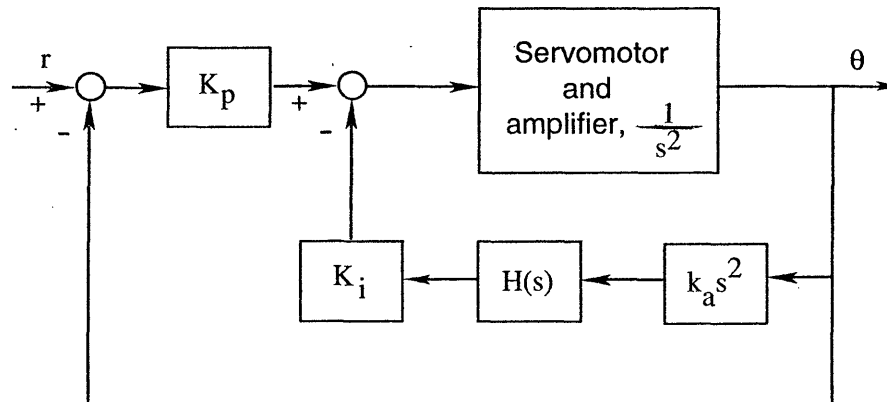 r
+
-
K_p
+
-
Servomotor
and
amplifier, 1/s^2
θ
K_i
H(s)
k_a s^2